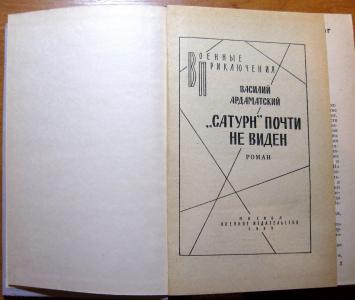 ВОЕННЫЕ
ПРИКЛЮЧЕНИЯ
ВАСИЛИЙ
АРДАМАТСКИЙ
„САТУРН" ПОЧТИ
НЕ ВИДЕН
РОМАН
МОСКВА
ВОЕННОЕ ИЗДАТЕЛЬСТВО